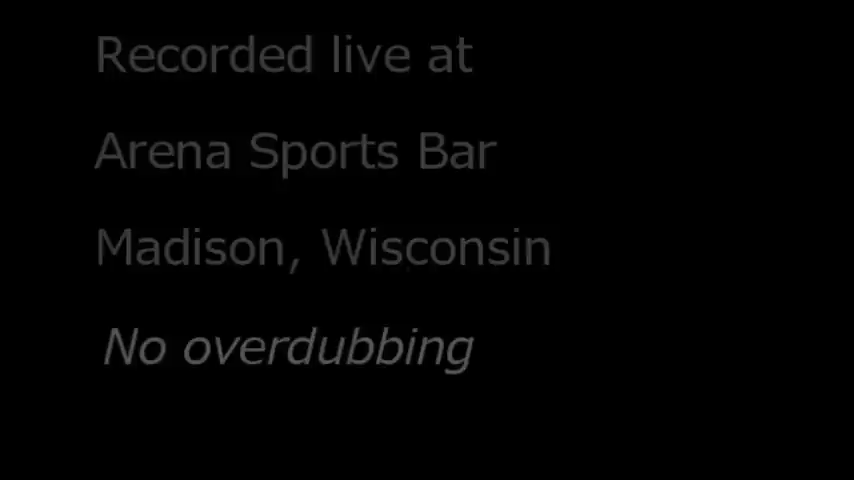 Recorded live at
Arena Sports Bar
Madison, Wisconsin
No overdubbing